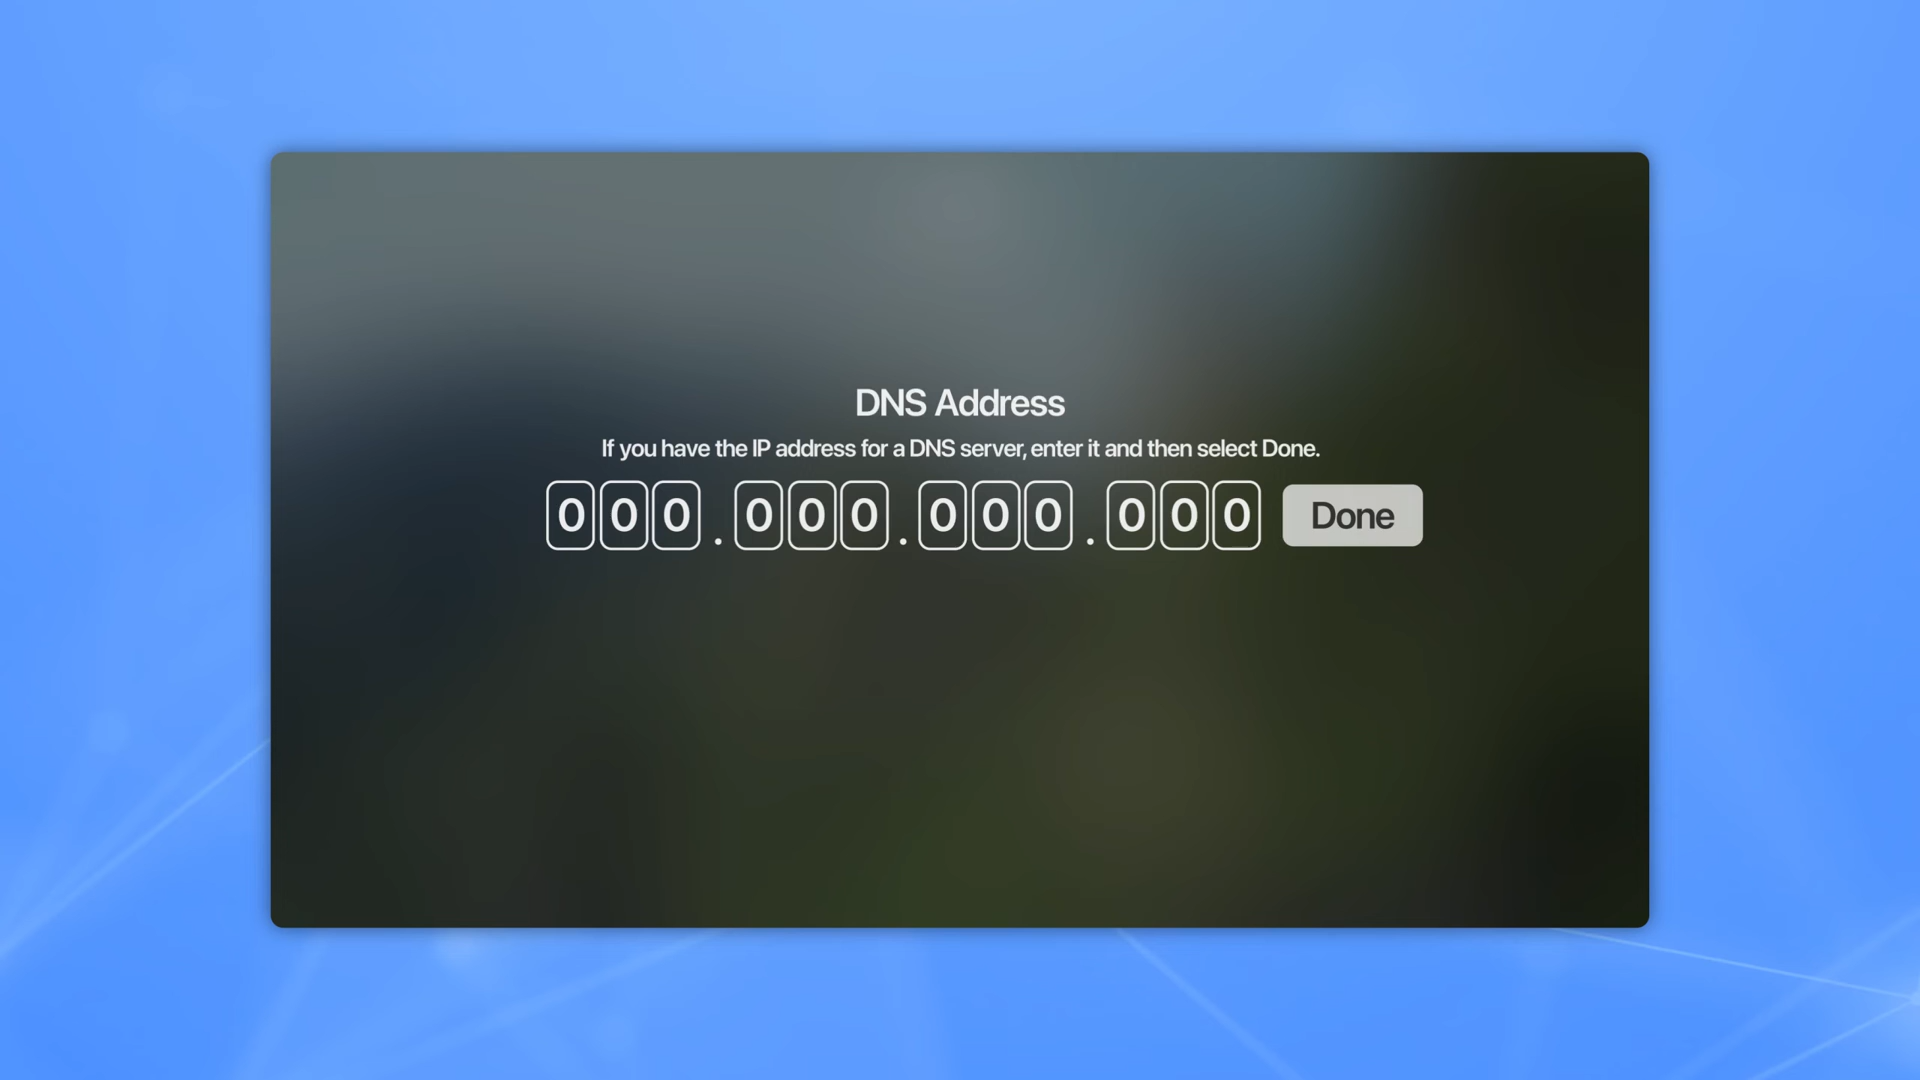 DNS Address
If you have the IP address for a DNS server, enter it and then select Done.
000.000.000.000 Done